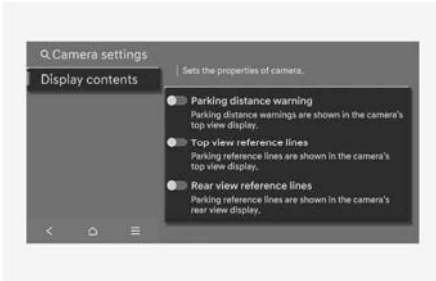 Camera settings
Display contents
Sets the properties of camera.
Parking distance warning
Parking distance warnings are shown in the camera's
top view display.
Top view reference lines
Parking reference lines are shown in the camera's
top view display.
Rear view reference lines
Parking reference lines are shown in the camera's
rear view display.